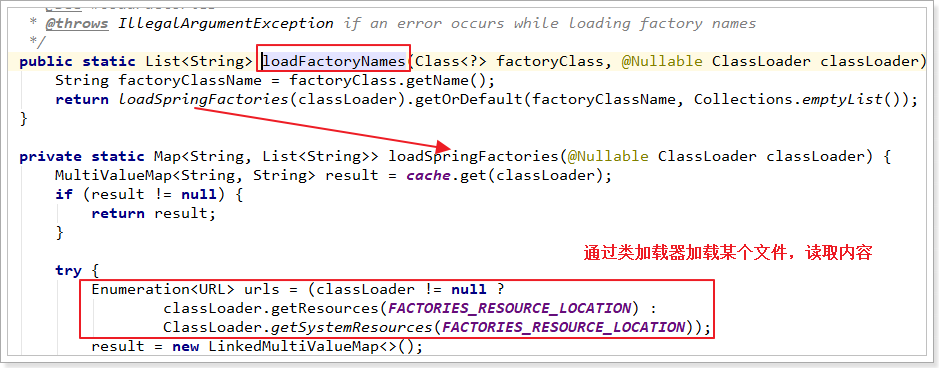 * @throws IllegalArgumentException if an error occurs while loading factory names
*/
public static List<String> loadFactoryNames(Class<?> factoryClass, @Nullable ClassLoader classLoader)
String factoryClassName = factoryClass.getName();
return loadSpringFactories(classLoader).getOrDefault(factoryClassName, Collections.emptyList());
}
private static Map<String, List<String>> loadSpringFactories(@Nullable ClassLoader classLoader) {
MultiValueMap<String, String> result = cache.get(classLoader);
if (result != null) {
return result;
}
通过类加载器加载某个文件，读取内容
try {
Enumeration<URL> urls = (classLoader != null ?
classLoader.getResources(FACTORIES_RESOURCE_LOCATION) :
ClassLoader.getSystemResources(FACTORIES_RESOURCE_LOCATION));
result = new LinkedMultiValueMap<>();